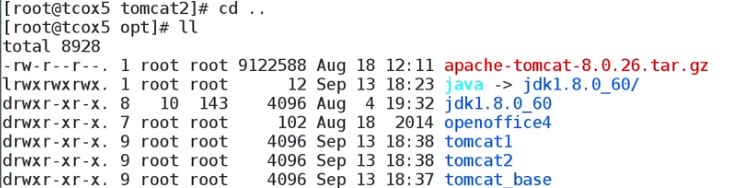 [root@tcox5 tomcat2]# cd ..
[root@tcox5 opt]# ll
total 8928
-rw-r--r--. 1 root root 9122588 Aug 18 12:11 apache-tomcat-8.0.26.tar.gz
lrwxrwxrwx. 1 root root      12 Sep 13 18:23 java -> jdk1.8.0_60/
drwxr-xr-x. 8   10  143    4096 Aug  4 19:32 jdk1.8.0_60
drwxr-xr-x. 7 root root     102 Aug 18  2014 openoffice4
drwxr-xr-x. 9 root root    4096 Sep 13 18:38 tomcat1
drwxr-xr-x. 9 root root    4096 Sep 13 18:38 tomcat2
drwxr-xr-x. 9 root root    4096 Sep 13 18:37 tomcat_base